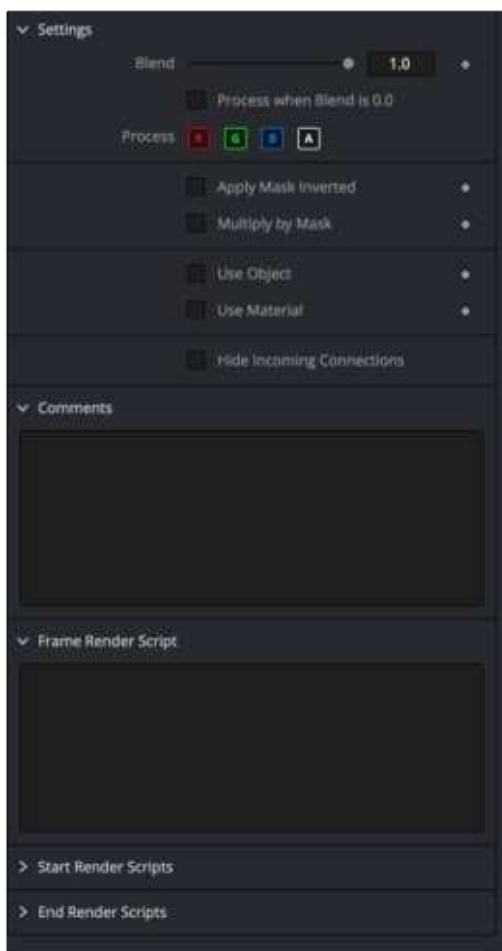 Settings
Blend 1.0
Process when Blend is 0.0
Process R G B A
Apply Mask Inverted
Multiply by Mask
Use Object
Use Material
Hide Incoming Connections
Comments
Frame Render Script
Start Render Scripts
End Render Scripts